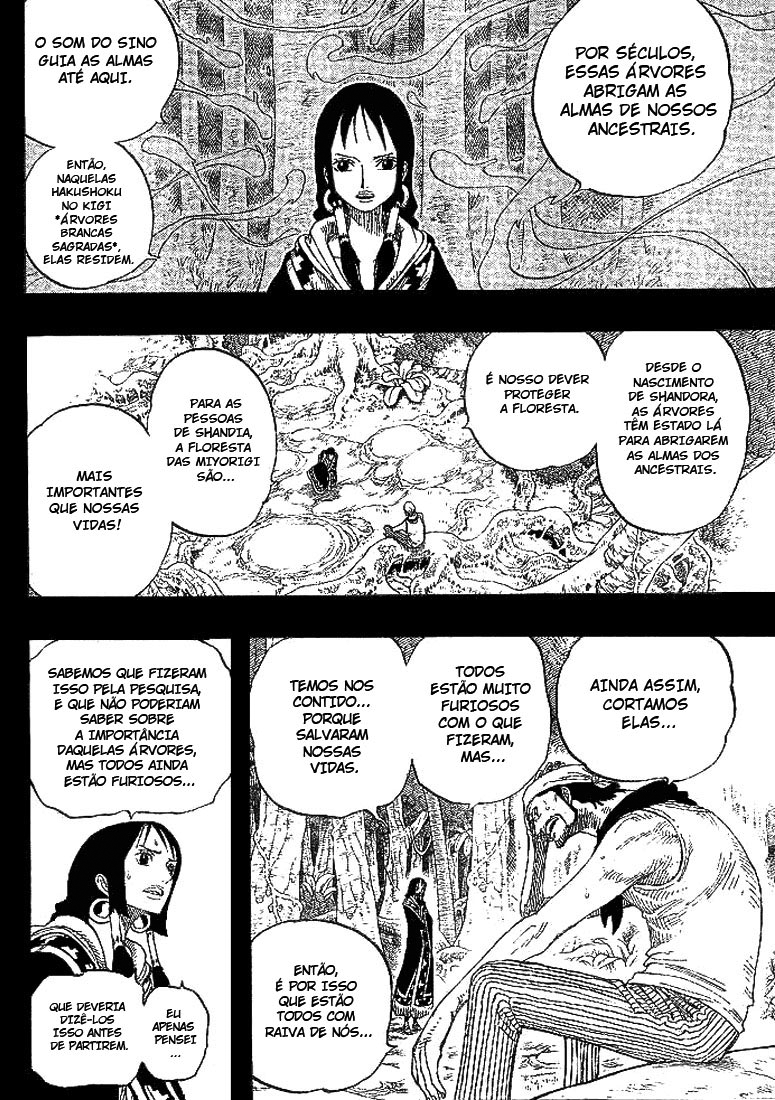 POR SÉCULOS,
ESSAS ÁRVORES
ABRIGAM AS
ALMAS DE NOSSOS
ANCESTRAIS.
O SOM DO SINO
GUIA AS ALMAS
ATÉ AQUI.
ENTÃO,
NAQUELAS
HAKUSHOKU
NO KIGI
*ÁRVORES
BRANCAS
SAGRADAS*,
ELAS RESIDEM.
DESDE O
NASCIMENTO
DE SHANDORA,
AS ÁRVORES
TÊM ESTADO LÁ
PARA ABRIGAREM
AS ALMAS DOS
ANCESTRAIS.
É NOSSO DEVER
PROTEGER
A FLORESTA.
PARA AS
PESSOAS
DE SHANDIA,
A FLORESTA
DAS MIYORIGI
SÃO...
MAIS
IMPORTANTES
QUE NOSSAS
VIDAS!
AINDA ASSIM,
CORTAMOS
ELAS...
TODOS
ESTÃO MUITO
FURIOSOS
COM O QUE
FIZERAM,
MAS...
TEMOS NOS
CONTIDO...
PORQUE
SALVARAM
NOSSAS
VIDAS.
ENTÃO,
É POR ISSO
QUE ESTÃO
TODOS COM
RAIVA DE NÓS...
SABEMOS QUE FIZERAM
ISSO PELA PESQUISA,
E QUE NÃO PODERIAM
SABER SOBRE
A IMPORTÂNCIA
DAQUELAS ÁRVORES,
MAS TODOS AINDA
ESTÃO FURIOSOS...
EU
APENAS
PENSEI
...
QUE DEVERIA
DIZÊ-LOS
ISSO ANTES
DE PARTIREM.